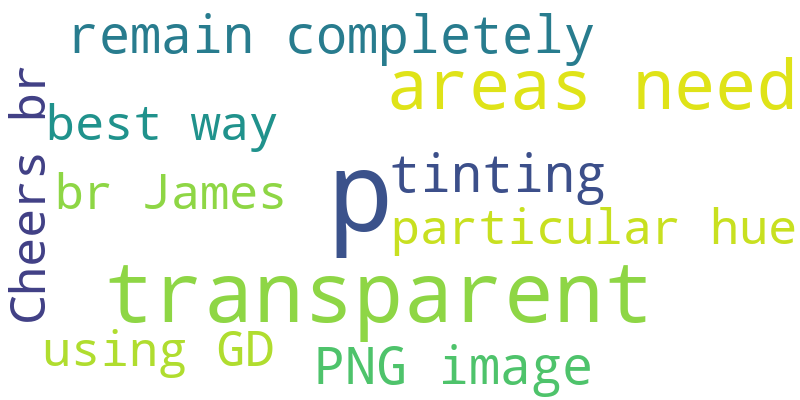 remain completely
areas need
Cheers br
best way
tinting
br James
p
particular hue
transparent
using GD
PNG image